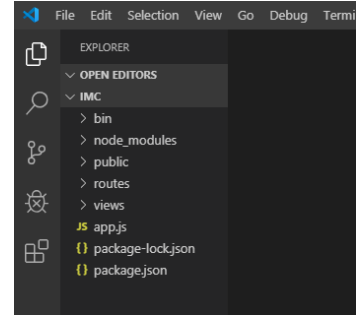 File Edit Selection View Go Debug Termi
EXPLORER
OPEN EDITORS
IMC
bin
node_modules
public
routes
views
JS app.js
{} package-lock.json
{} package.json